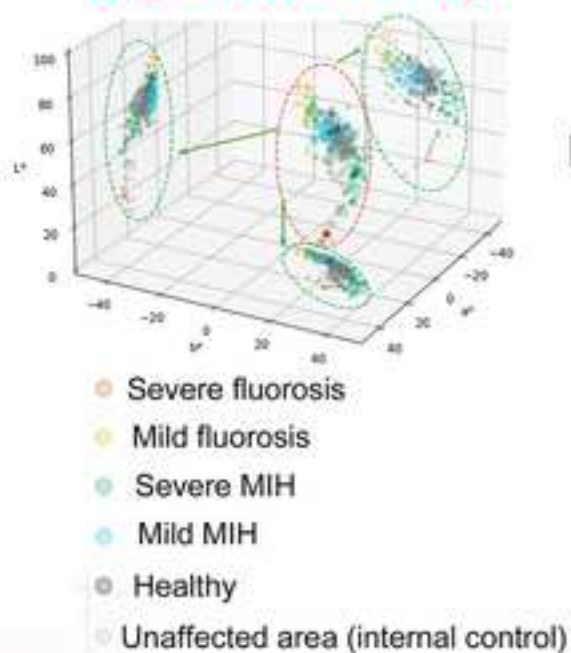 100
80
60
40
20
0
L*
-40
-20
0
20
40
b*
-40
-20
0
20
40
a*
Severe fluorosis
Mild fluorosis
Severe MIH
Mild MIH
Healthy
Unaffected area (internal control)